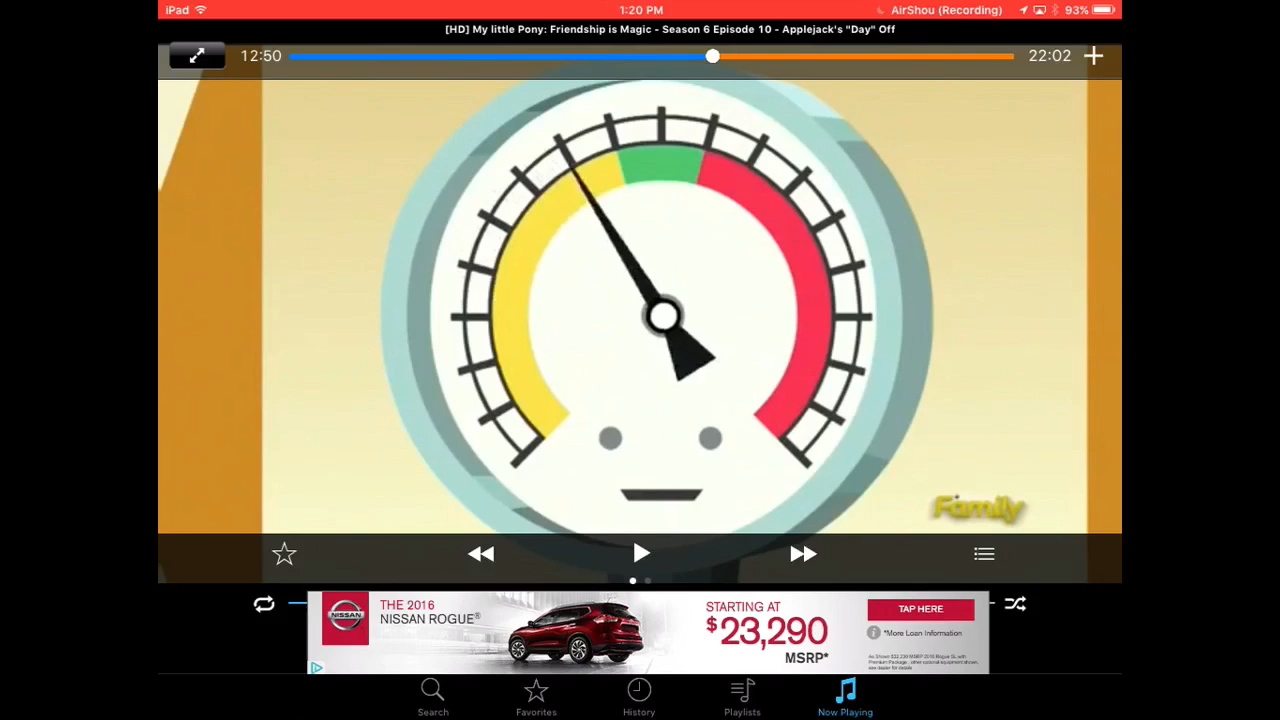 iPad 1:20 PM AirShou (Recording) 93%
[HD] My little Pony: Friendship is Magic - Season 6 Episode 10 - Applejack's "Day" Off
12:50 22:02
Family
NISSAN
THE 2016
NISSAN ROGUE®
STARTING AT
$23,290
MSRP*
TAP HERE
*More Loan Information
Search Favorites History Playlists Now Playing